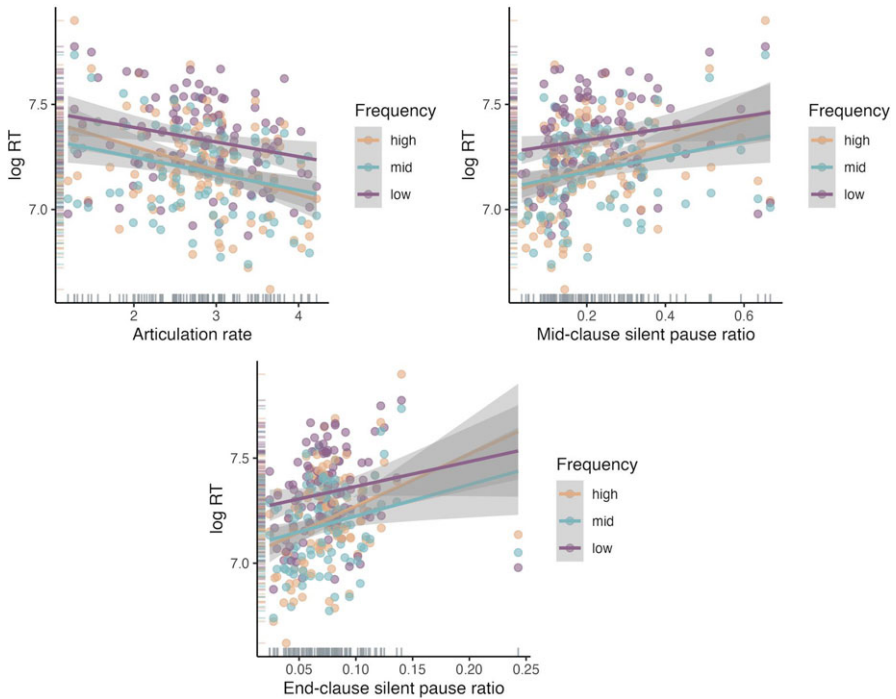 log RT
7.5
7.0
2
3
4
Articulation rate
Frequency
high
mid
low
log RT
7.5
7.0
0.2
0.4
0.6
Mid-clause silent pause ratio
Frequency
high
mid
low
log RT
7.5
7.0
0.05
0.10
0.15
0.20
0.25
End-clause silent pause ratio
Frequency
high
mid
low